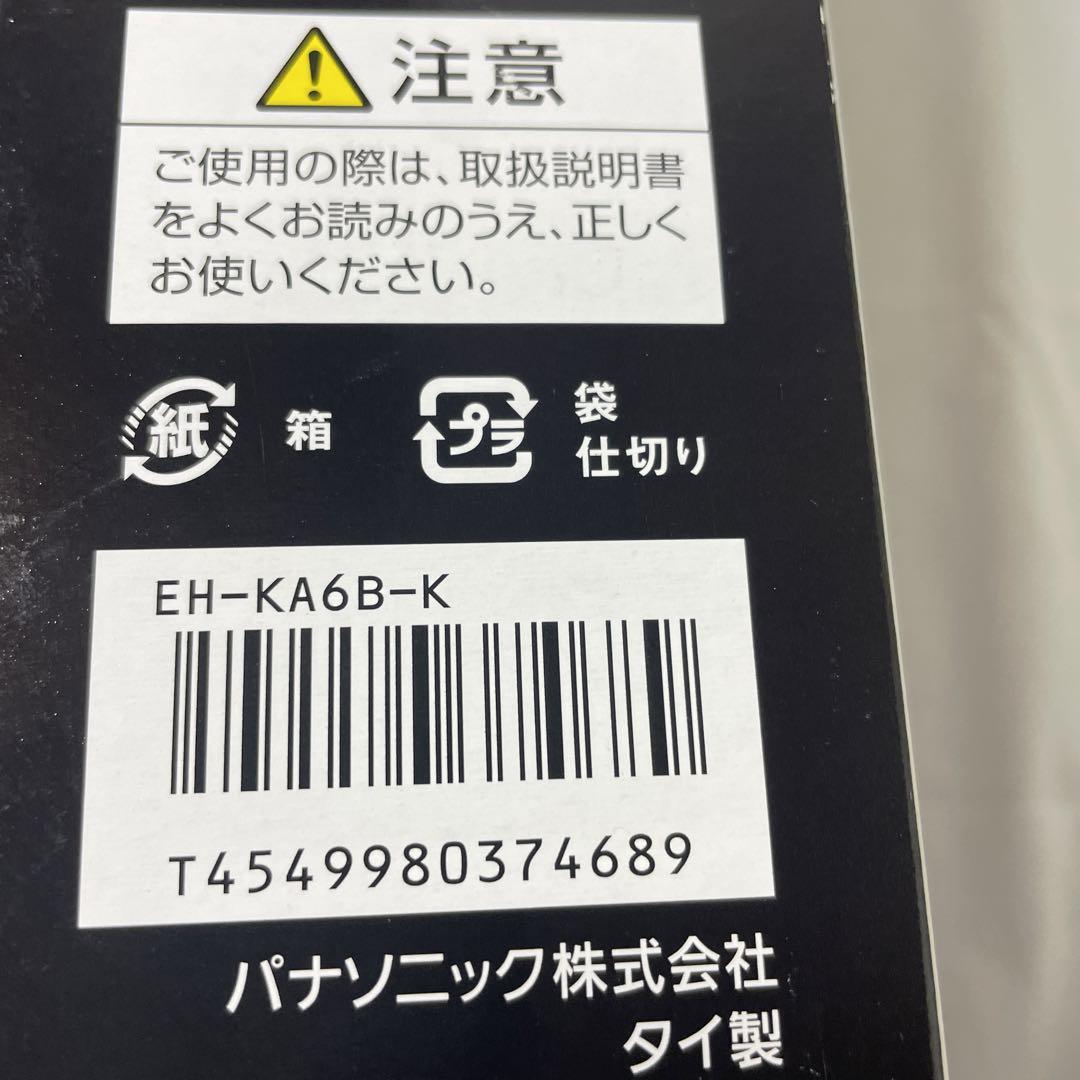 注意
ご使用の際は、取扱説明書
をよくお読みのうえ、正しく
お使いください。
紙 箱
プラ 袋
仕切り
EH-KA6B-K
T4549980374689
パナソニック株式会社
タイ製